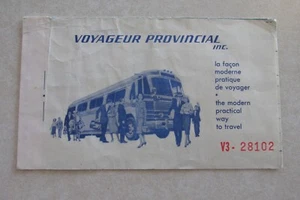 VOYAGEUR PROVINCIAL
INC.
la façon
moderne
pratique
de voyager
•
the modern
practical
way
to travel
V3- 28102